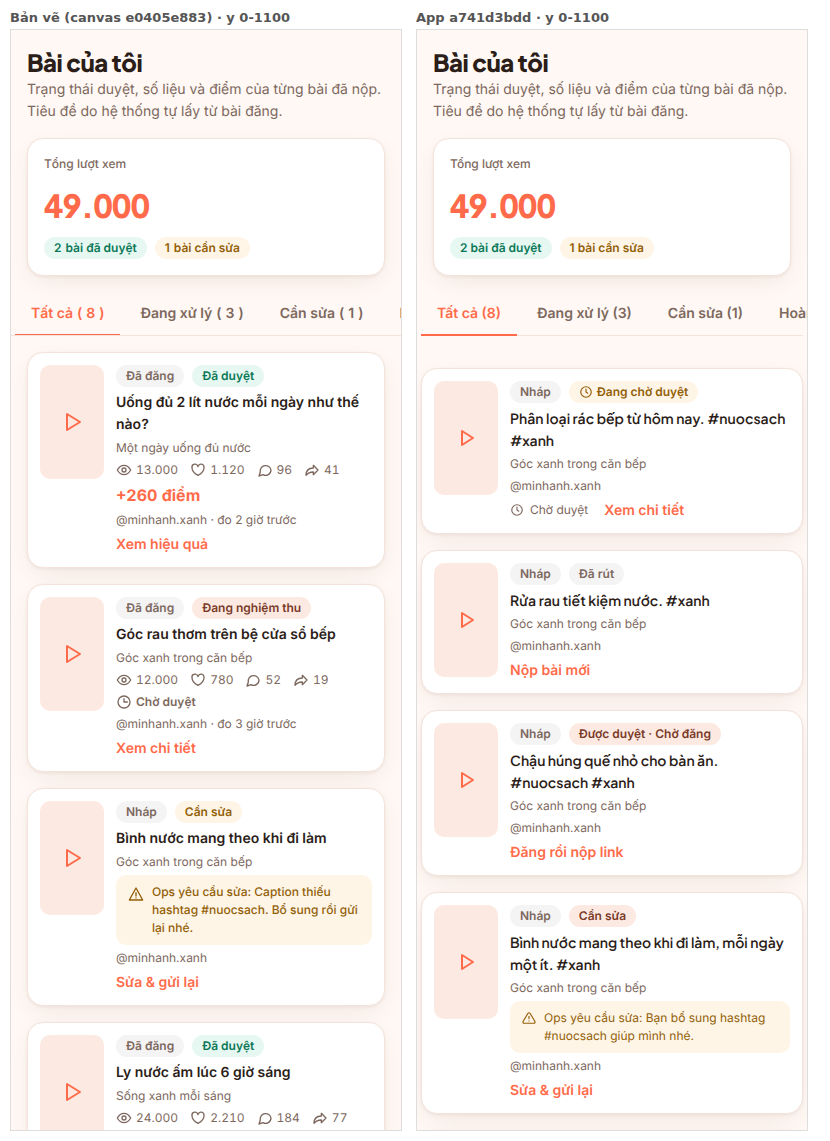 Bản vẽ (canvas e0405e883) · y 0-1100
Bài của tôi
Trạng thái duyệt, số liệu và điểm của từng bài đã nộp.
Tiêu đề do hệ thống tự lấy từ bài đăng.
Tổng lượt xem
49.000
2 bài đã duyệt
1 bài cần sửa
Tất cả ( 8 )
Đang xử lý ( 3 )
Cần sửa ( 1 )
Đã đăng
Đã duyệt
Uống đủ 2 lít nước mỗi ngày như thế
nào?
Một ngày uống đủ nước
13.000
1.120
96
41
+260 điểm
@minhanh.xanh · đo 2 giờ trước
Xem hiệu quả
Đã đăng
Đang nghiệm thu
Góc rau thơm trên bệ cửa sổ bếp
Góc xanh trong căn bếp
12.000
780
52
19
Chờ duyệt
@minhanh.xanh · đo 3 giờ trước
Xem chi tiết
Nháp
Cần sửa
Bình nước mang theo khi đi làm
Góc xanh trong căn bếp
Ops yêu cầu sửa: Caption thiếu
hashtag #nuocsach. Bổ sung rồi gửi
lại nhé.
@minhanh.xanh
Sửa & gửi lại
Đã đăng
Đã duyệt
Ly nước ấm lúc 6 giờ sáng
Sống xanh mỗi sáng
24.000
2.210
184
77
App a741d3bdd · y 0-1100
Bài của tôi
Trạng thái duyệt, số liệu và điểm của từng bài đã nộp.
Tiêu đề do hệ thống tự lấy từ bài đăng.
Tổng lượt xem
49.000
2 bài đã duyệt
1 bài cần sửa
Tất cả (8)
Đang xử lý (3)
Cần sửa (1)
Nháp
Đang chờ duyệt
Phân loại rác bếp từ hôm nay. #nuocsach
#xanh
Góc xanh trong căn bếp
@minhanh.xanh
Chờ duyệt
Xem chi tiết
Nháp
Đã rút
Rửa rau tiết kiệm nước. #xanh
Góc xanh trong căn bếp
@minhanh.xanh
Nộp bài mới
Nháp
Được duyệt · Chờ đăng
Chậu húng quế nhỏ cho bàn ăn.
#nuocsach #xanh
Góc xanh trong căn bếp
@minhanh.xanh
Đăng rồi nộp link
Nháp
Cần sửa
Bình nước mang theo khi đi làm, mỗi ngày
một ít. #xanh
Góc xanh trong căn bếp
Ops yêu cầu sửa: Bạn bổ sung hashtag
#nuocsach giúp mình nhé.
@minhanh.xanh
Sửa & gửi lại